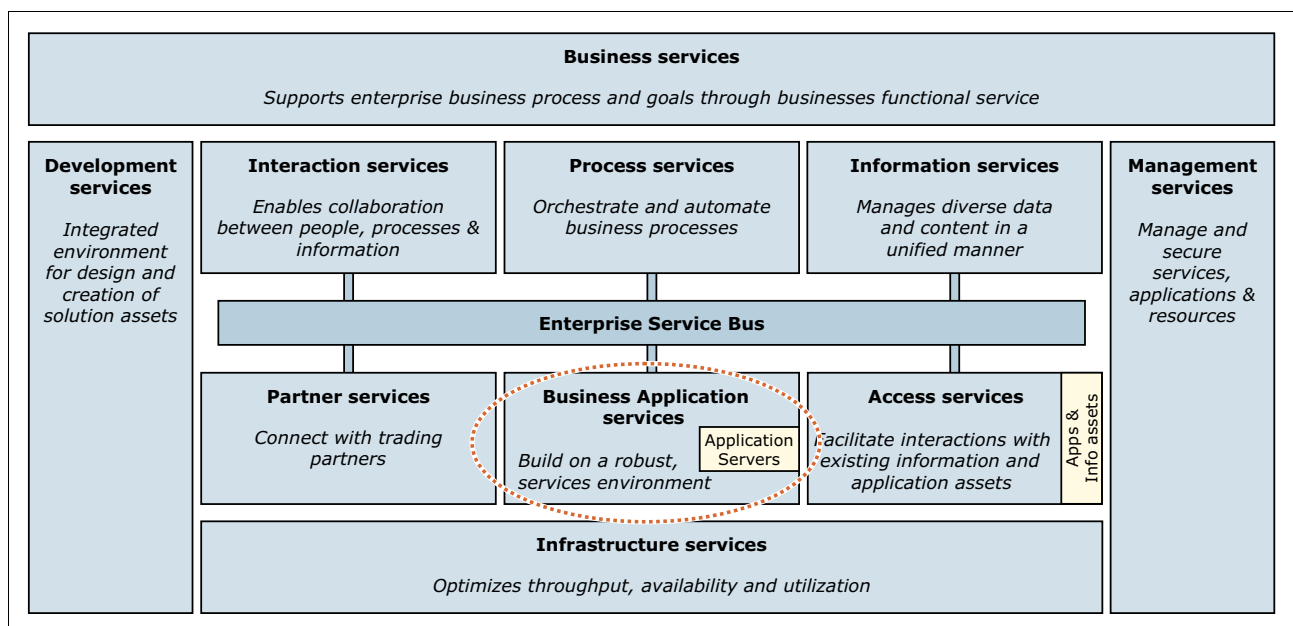 Business services
Supports enterprise business process and goals through businesses functional service
Development
services
Integrated
environment
for design and
creation of
solution assets
Interaction services
Enables collaboration
between people, processes &
information
Process services
Orchestrate and automate
business processes
Information services
Manages diverse data
and content in a
unified manner
Management
services
Manage and
secure
services,
applications &
resources
Enterprise Service Bus
Partner services
Connect with trading
partners
Business Application
services
Build on a robust,
services environment
Application
Servers
Access services
Facilitate interactions with
existing information and
application assets
Apps &
Info assets
Infrastructure services
Optimizes throughput, availability and utilization